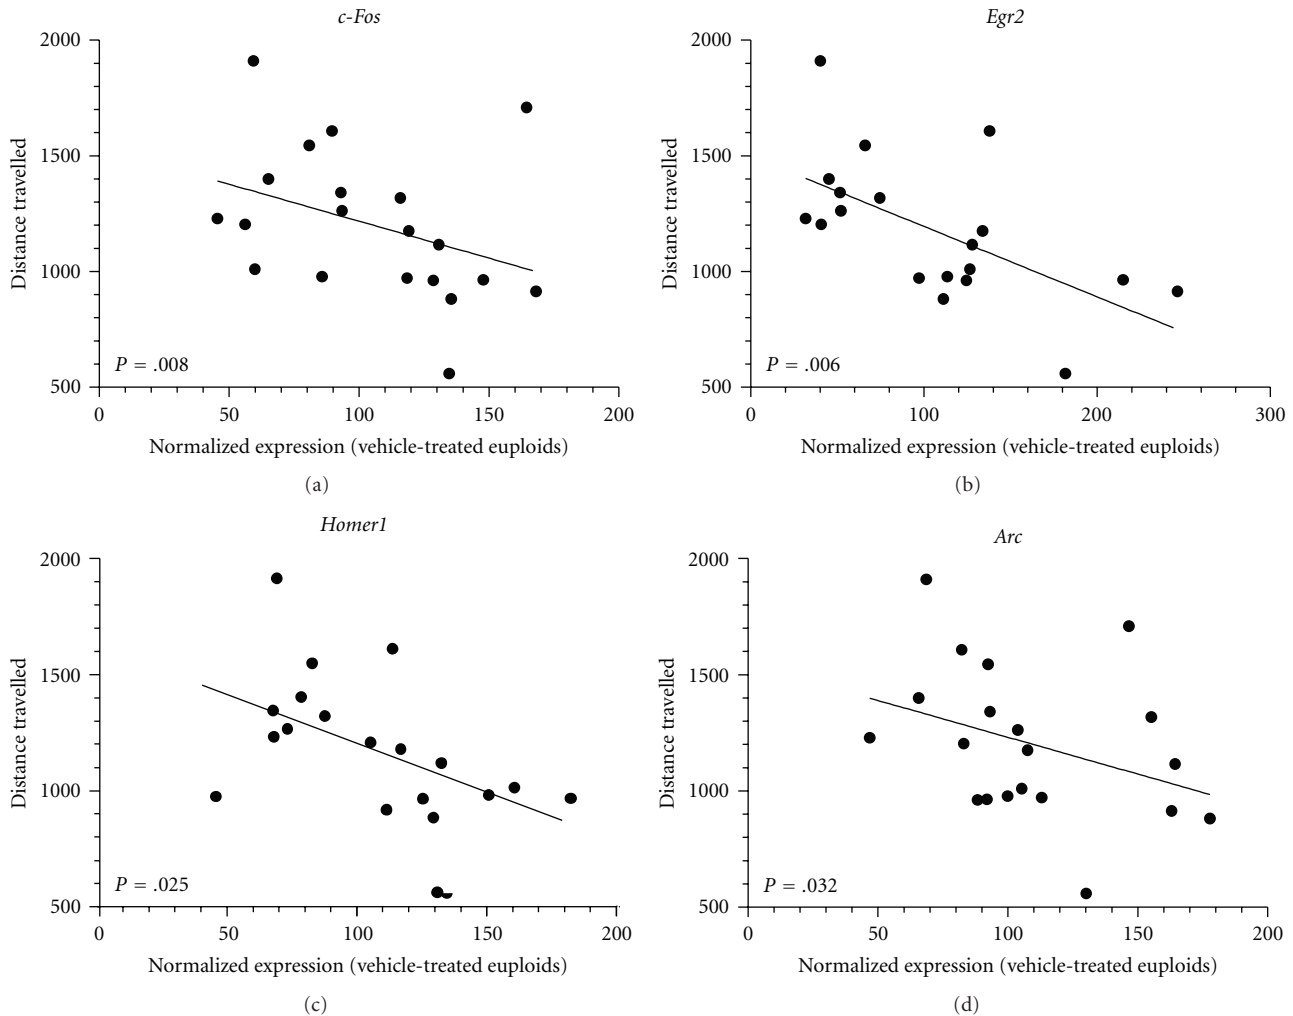 c-Fos
2000
1500
1000
500
Distance travelled
P = .008
0 50 100 150 200
Normalized expression (vehicle-treated euploids)
(a)
Egr2
2000
1500
1000
500
Distance travelled
P = .006
0 100 200 300
Normalized expression (vehicle-treated euploids)
(b)
Homer1
2000
1500
1000
500
Distance travelled
P = .025
0 50 100 150 200
Normalized expression (vehicle-treated euploids)
(c)
Arc
2000
1500
1000
500
Distance travelled
P = .032
0 50 100 150 200
Normalized expression (vehicle-treated euploids)
(d)